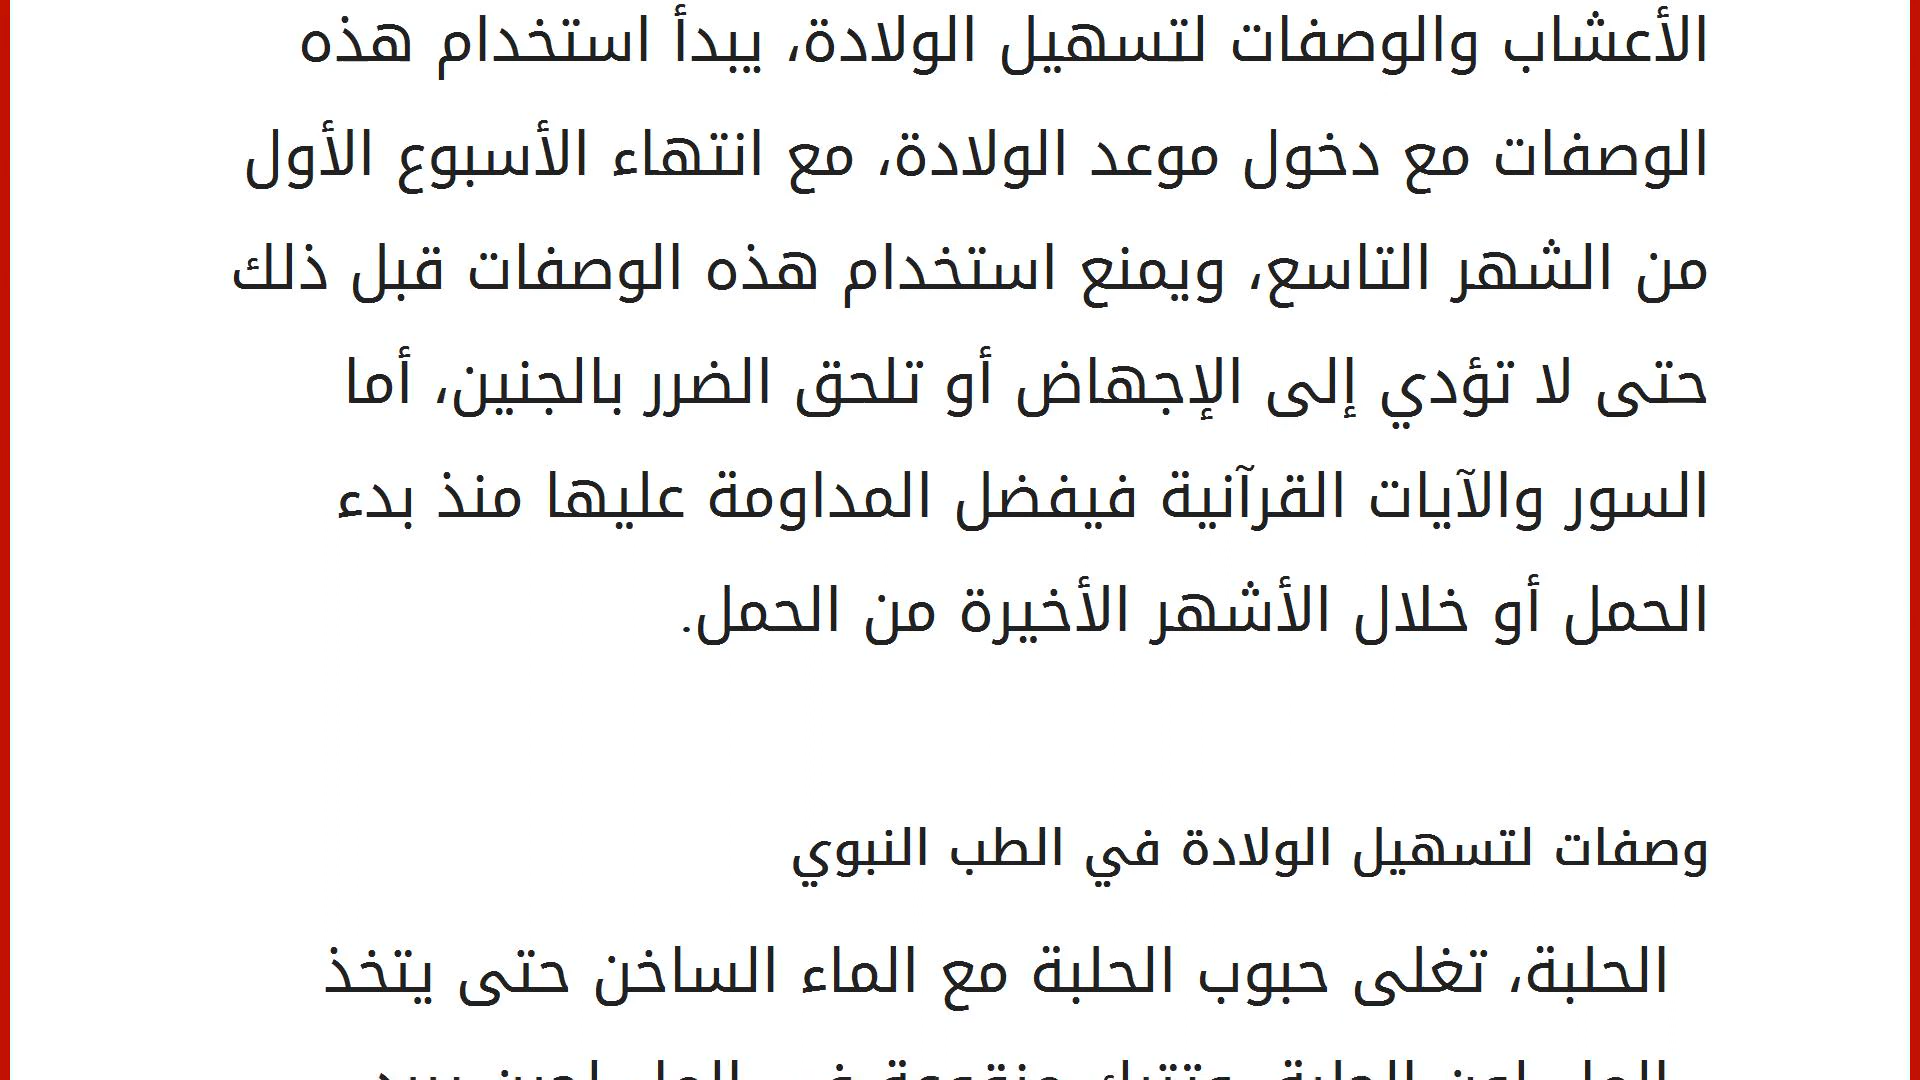 الأعشاب والوصفات لتسهيل الولادة، يبدأ استخدام هذه
الوصفات مع دخول موعد الولادة، مع انتهاء الأسبوع الأول
من الشهر التاسع، ويمنع استخدام هذه الوصفات قبل ذلك
حتى لا تؤدي إلى الإجهاض أو تلحق الضرر بالجنين، أما
السور والآيات القرآنية فيفضل المداومة عليها منذ بدء
الحمل أو خلال الأشهر الأخيرة من الحمل.
وصفات لتسهيل الولادة في الطب النبوي
الحلبة، تغلى حبوب الحلبة مع الماء الساخن حتى يتخذ